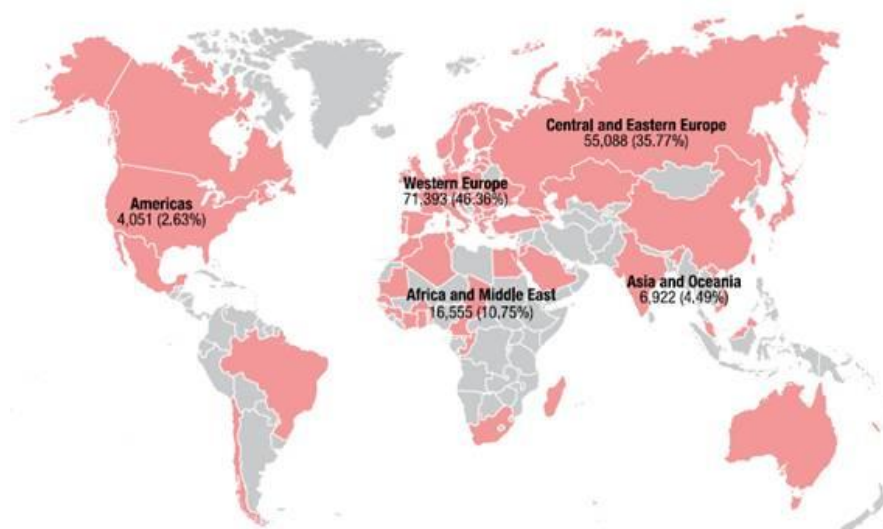 Central and Eastern Europe
55,088 (35.77%)
Western Europe
71,393 (46.36%)
Americas
4,051 (2.63%)
Asia and Oceania
6,922 (4.49%)
Africa and Middle East
16,555 (10.75%)